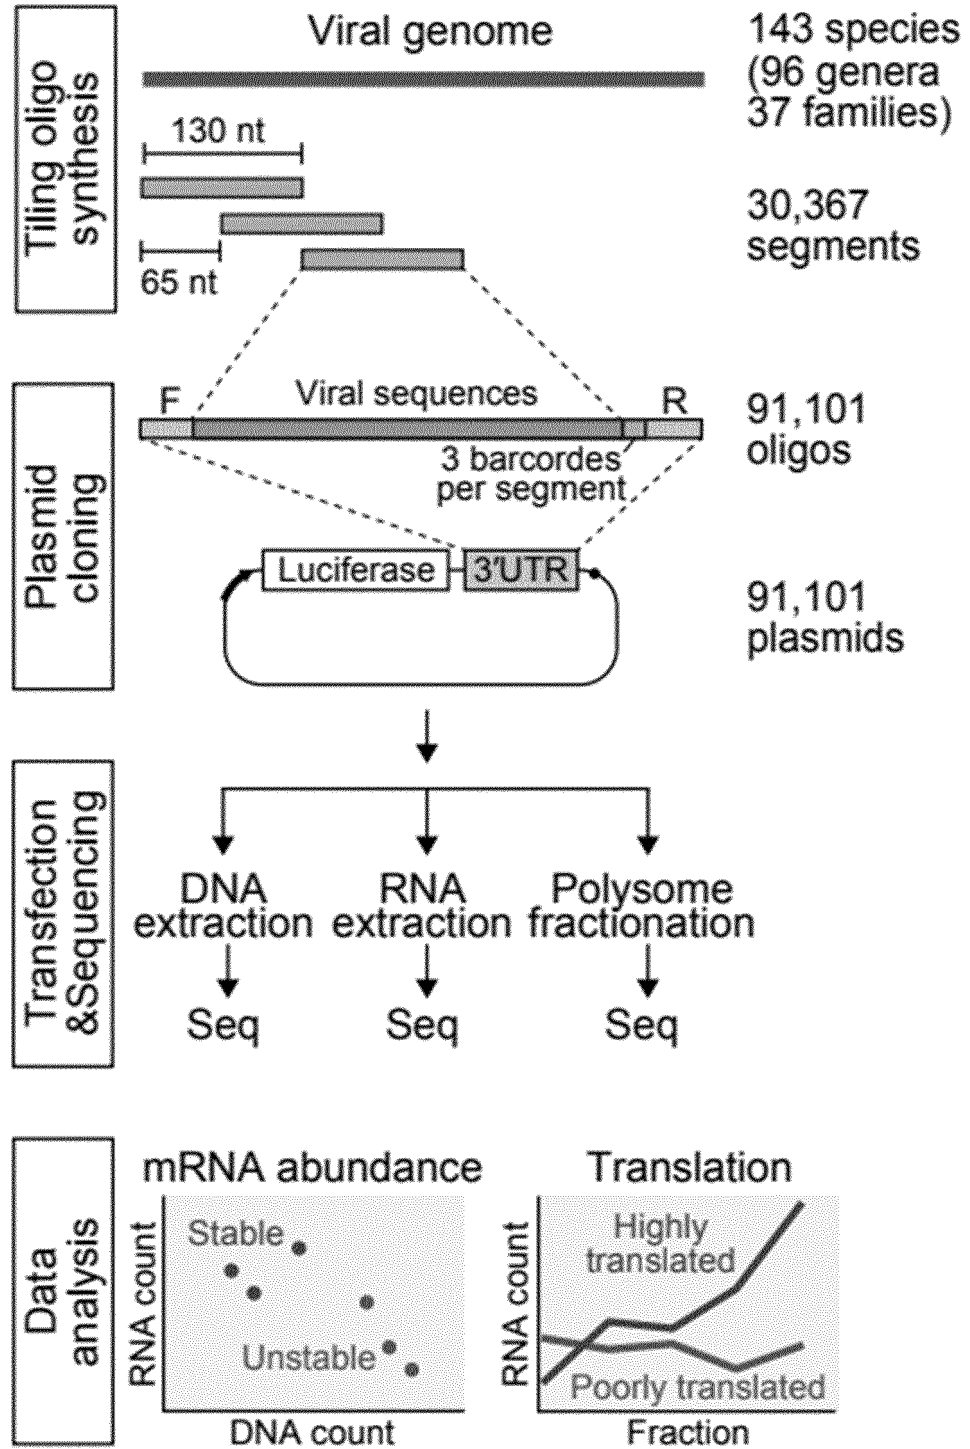 Tiling oligo
synthesis
Viral genome
143 species
(96 genera
37 families)
130 nt
65 nt
30,367
segments
Plasmid
cloning
F
Viral sequences
R
3 barcordes
per segment
91,101
oligos
Luciferase
3'UTR
91,101
plasmids
Transfection
&Sequencing
DNA
extraction
RNA
extraction
Polysome
fractionation
Seq
Seq
Seq
Data
analysis
mRNA abundance
RNA count
Stable
Unstable
DNA count
Translation
RNA count
Highly
translated
Poorly translated
Fraction